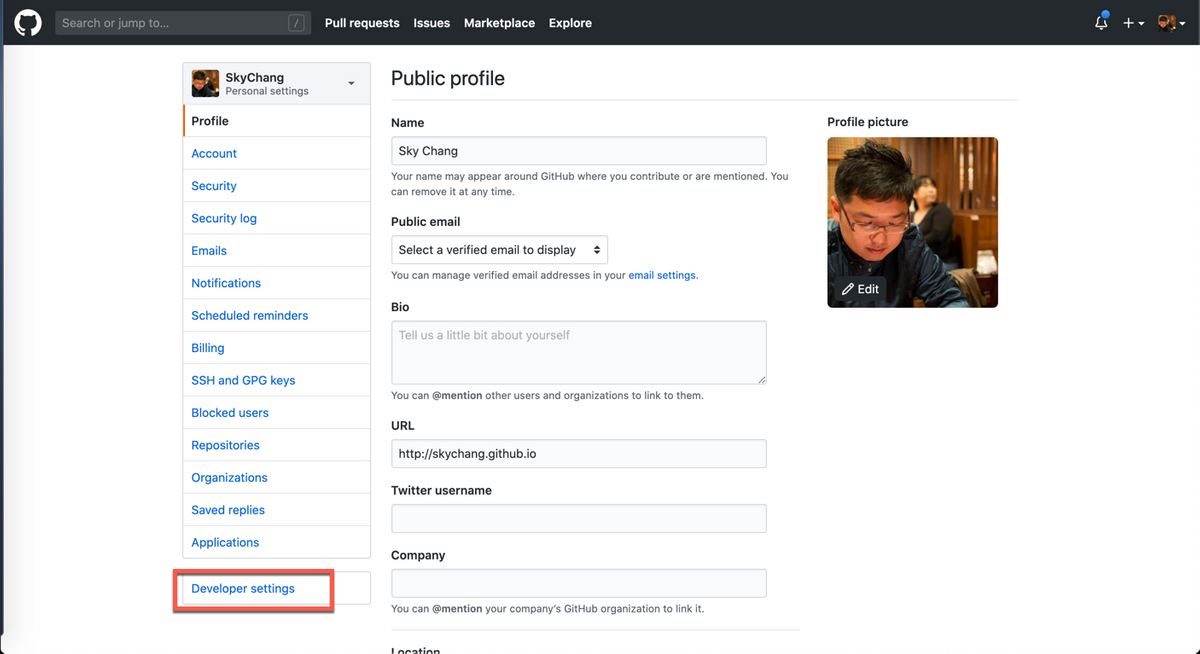 Search or jump to...
/
Pull requests
Issues
Marketplace
Explore
SkyChang
Personal settings
Profile
Account
Security
Security log
Emails
Notifications
Scheduled reminders
Billing
SSH and GPG keys
Blocked users
Repositories
Organizations
Saved replies
Applications
Developer settings
Public profile
Name
Sky Chang
Your name may appear around GitHub where you contribute or are mentioned. You
can remove it at any time.
Public email
Select a verified email to display
You can manage verified email addresses in your email settings.
Bio
Tell us a little bit about yourself
You can @mention other users and organizations to link to them.
URL
http://skychang.github.io
Twitter username
Company
You can @mention your company's GitHub organization to link it.
Location
Profile picture
Edit